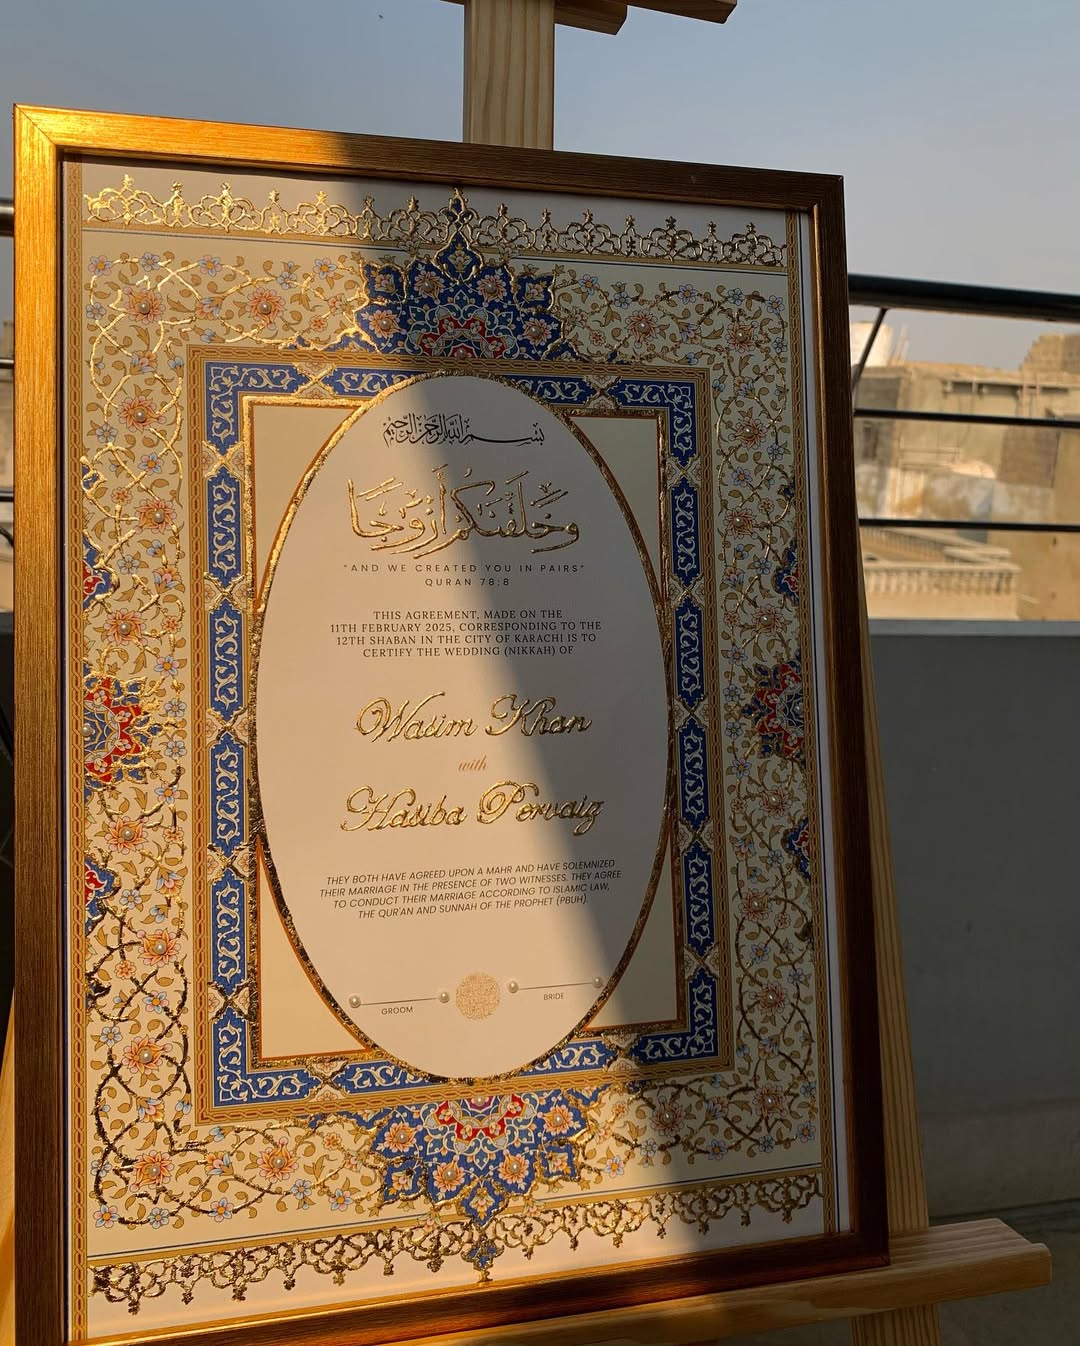 بسم الله الرحمن الرحيم
وَخَلَقْنَٰكُمْ أَزْوَٰجًا
"AND WE CREATED YOU IN PAIRS"
QURAN 78:8
THIS AGREEMENT, MADE ON THE
11TH FEBRUARY 2025, CORRESPONDING TO THE
12TH SHABAN IN THE CITY OF KARACHI IS TO
CERTIFY THE WEDDING (NIKKAH) OF
Wasim Khan
with
Hasiba Pervaiz
THEY BOTH HAVE AGREED UPON A MAHR AND HAVE SOLEMNIZED
THEIR MARRIAGE IN THE PRESENCE OF TWO WITNESSES. THEY AGREE
TO CONDUCT THEIR MARRIAGE ACCORDING TO ISLAMIC LAW,
THE QUR'AN AND SUNNAH OF THE PROPHET (PBUH).
GROOM
BRIDE